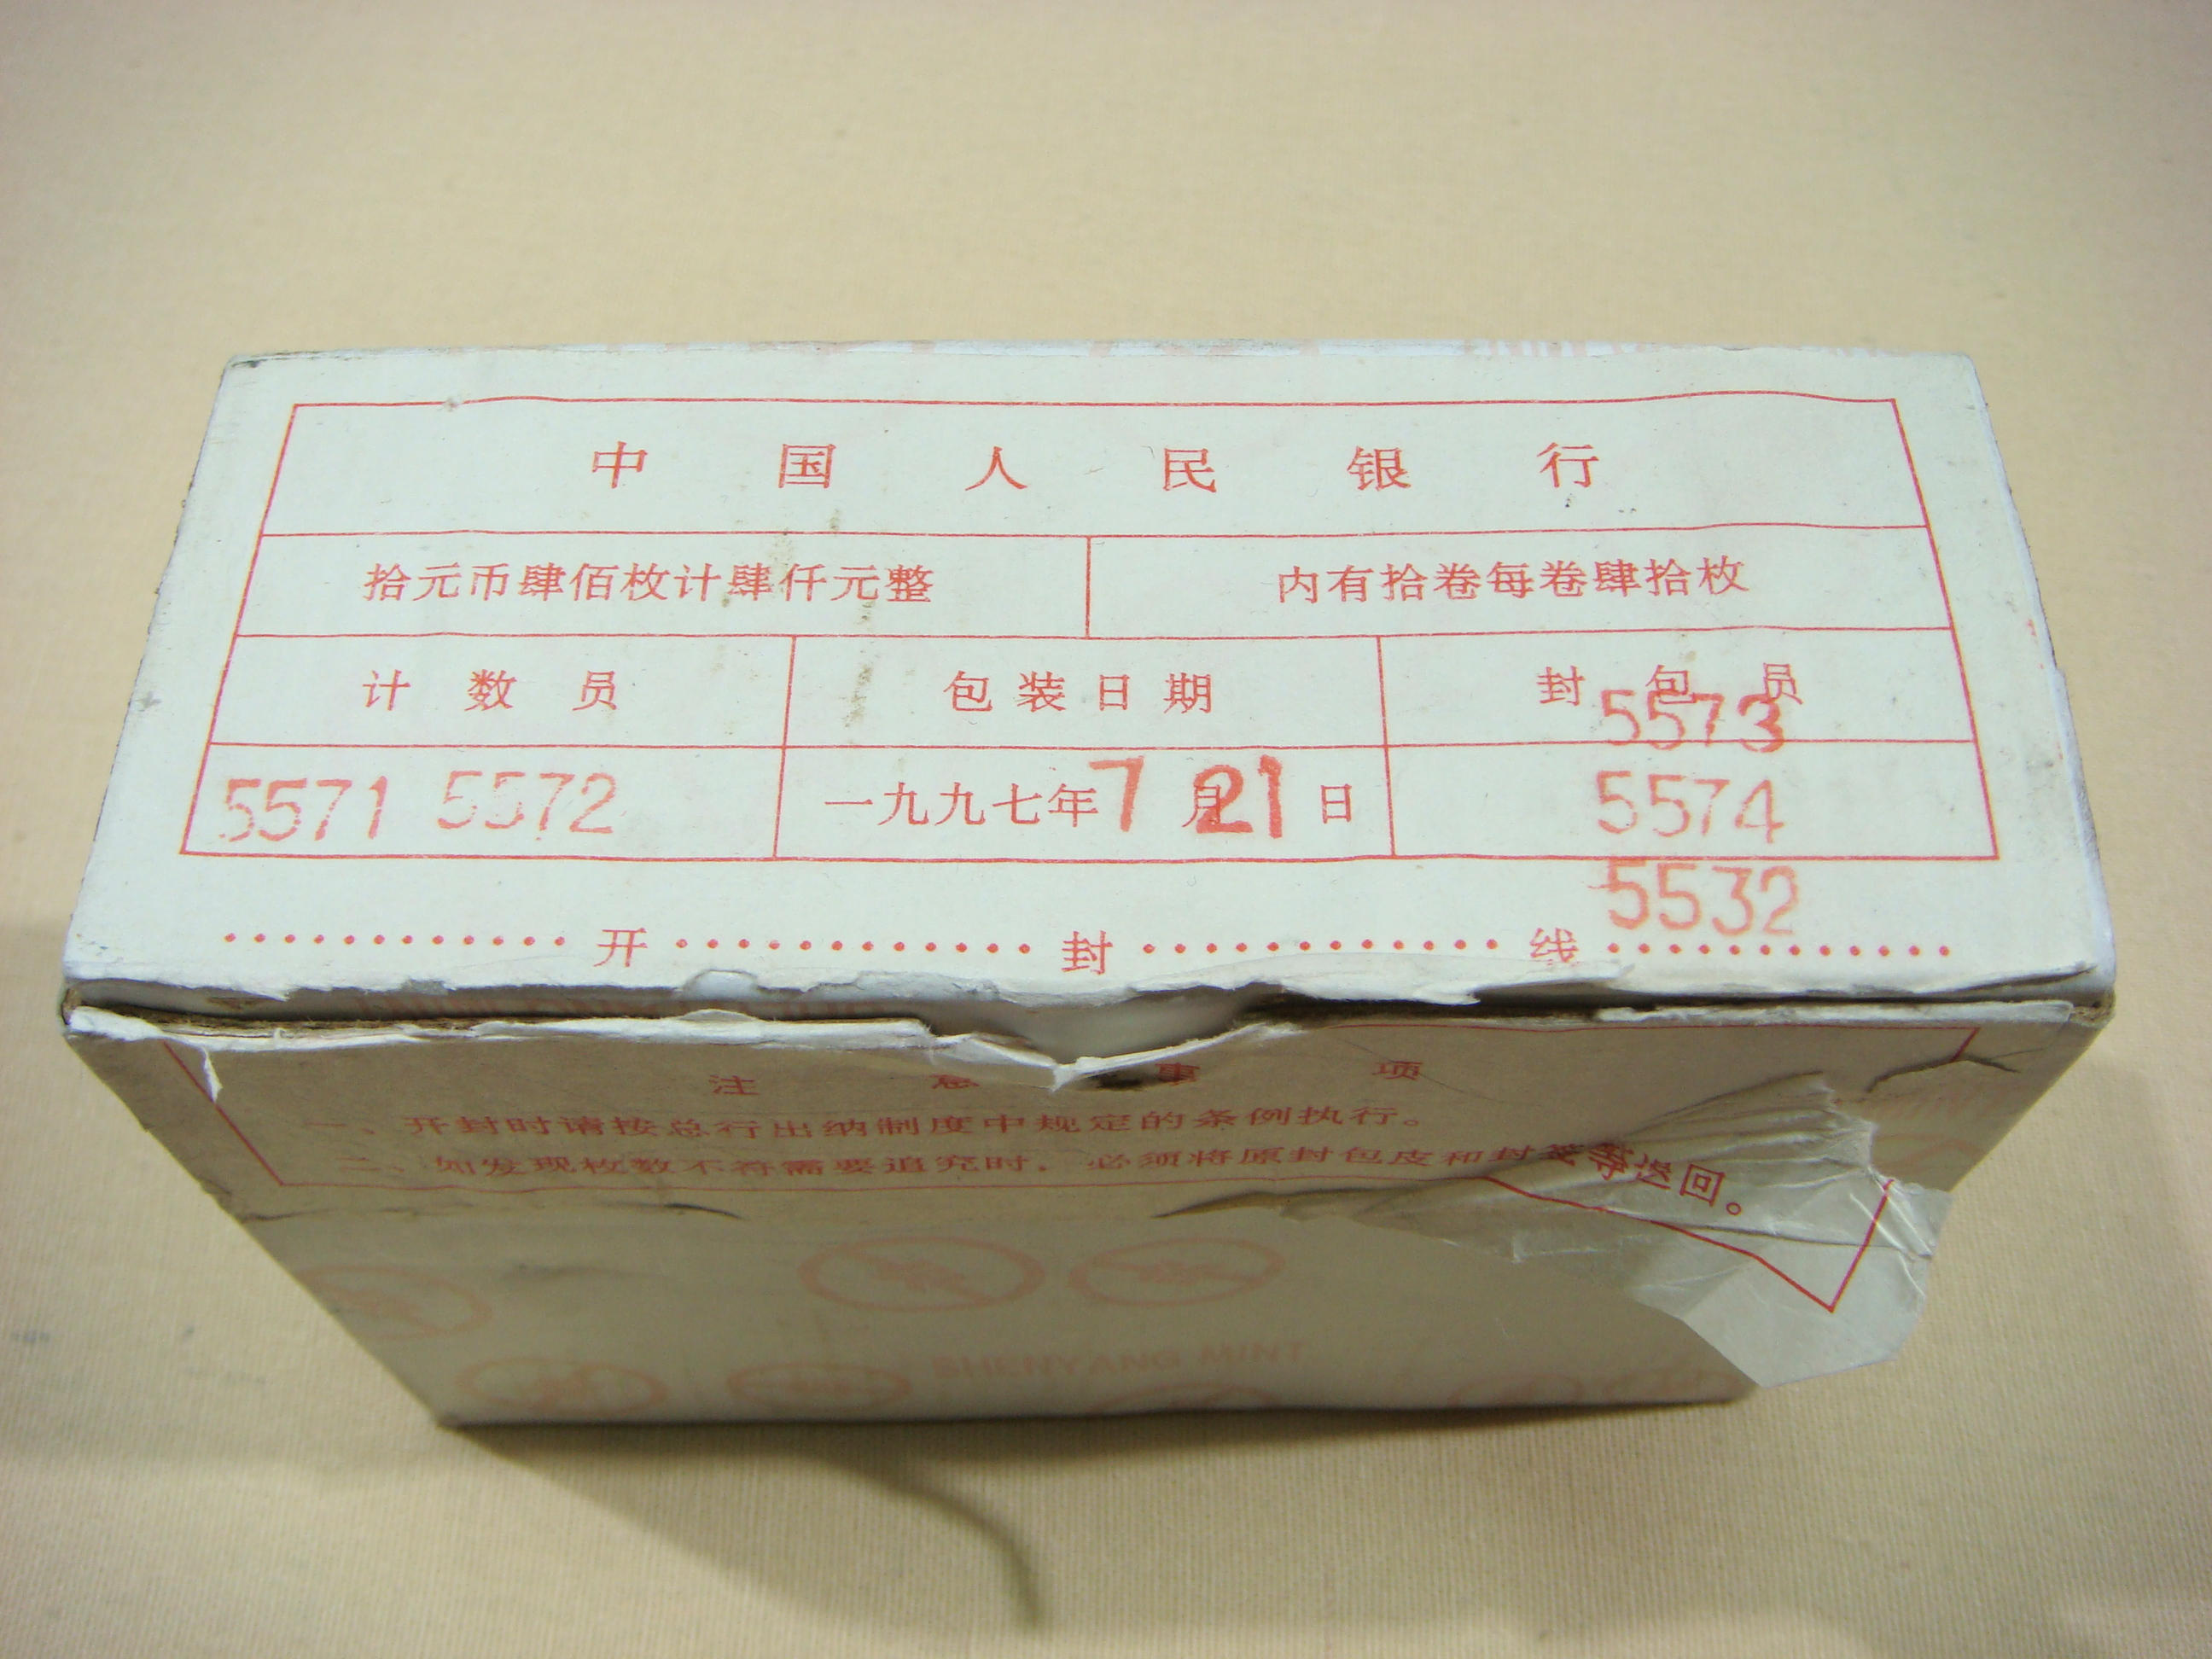 中国人民银行
拾元币肆佰枚计肆仟元整 内有拾卷每卷肆拾枚
计数员 包装日期 封包员
5573
5571 5572 一九九七年7月21日 5574
5532
开封线
注意事项
一、开封时请按总行出纳制度中规定的条例执行。
二、如发现枚数不符需要追究时，必须将原封包皮和封签等退回。
SHENYANG MINT